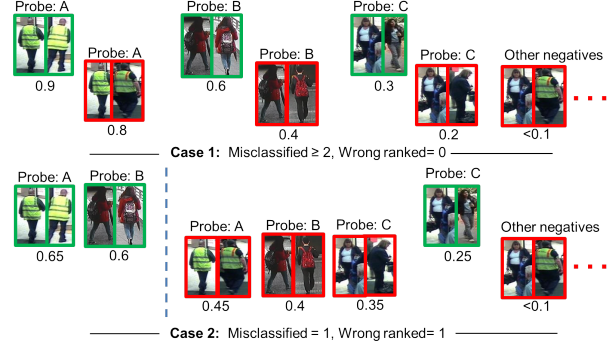 Probe: A
Probe: B
Probe: C
Probe: A
Probe: B
Probe: C
Other negatives
0.9
0.8
0.6
0.4
0.3
0.2
<0.1
Case 1: Misclassified ≥ 2, Wrong ranked= 0
Probe: A
Probe: B
Probe: C
Probe: A
Probe: B
Probe: C
Other negatives
0.65
0.6
0.45
0.4
0.35
0.25
<0.1
Case 2: Misclassified = 1, Wrong ranked= 1